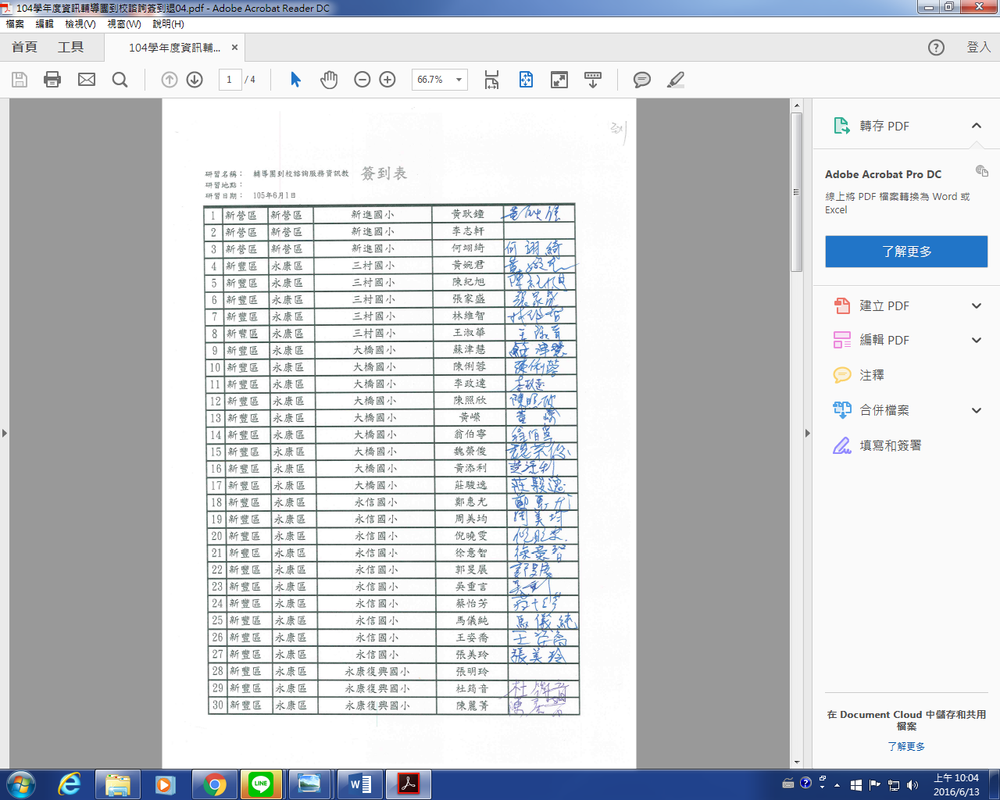 104學年度資訊輔導團到校諮詢簽到退04.pdf - Adobe Acrobat Reader DC
檔案 編輯 檢視(V) 視窗(W) 說明(H)
首頁 工具 104學年度資訊輔... × 登入
1 / 4 66.7%
到
研習名稱： 輔導團到校諮詢服務資訊教 簽到表
研習地點：
研習日期： 105年6月1日
1 新營區 新營區 新進國小 黃耿鐘
2 新營區 新營區 新進國小 李志軒
3 新營區 新營區 新進國小 何翊綺 何翊綺
4 新豐區 永康區 三村國小 黃婉君
5 新豐區 永康區 三村國小 陳紀旭 陳紀旭
6 新豐區 永康區 三村國小 張家盛 張家盛
7 新豐區 永康區 三村國小 林維智 林維智
8 新豐區 永康區 三村國小 王淑華
9 新豐區 永康區 大橋國小 蘇津慧 蘇津慧
10 新豐區 永康區 大橋國小 陳俐蓉 陳俐蓉
11 新豐區 永康區 大橋國小 李政達 李政達
12 新豐區 永康區 大橋國小 陳照欣 陳照欣
13 新豐區 永康區 大橋國小 黃嶸 黃嶸
14 新豐區 永康區 大橋國小 翁伯寧 翁伯寧
15 新豐區 永康區 大橋國小 魏榮俊 魏榮俊
16 新豐區 永康區 大橋國小 黃添利 黃添利
17 新豐區 永康區 大橋國小 莊駿逸 莊駿逸
18 新豐區 永康區 永信國小 鄭惠尤 鄭惠尤
19 新豐區 永康區 永信國小 周美均 周美均
20 新豐區 永康區 永信國小 倪曉雯
21 新豐區 永康區 永信國小 徐意智 徐意智
22 新豐區 永康區 永信國小 郭旻展 郭旻展
23 新豐區 永康區 永信國小 吳重言
24 新豐區 永康區 永信國小 蔡怡芳
25 新豐區 永康區 永信國小 馬儀純 馬儀純
26 新豐區 永康區 永信國小 王姿喬 王姿喬
27 新豐區 永康區 永信國小 張美玲 張美玲
28 新豐區 永康區 永康復興國小 張明玲
29 新豐區 永康區 永康復興國小 杜筠音 杜筠音
30 新豐區 永康區 永康復興國小 陳麗菁
轉存 PDF
Adobe Acrobat Pro DC
線上將 PDF 檔案轉換為 Word 或
Excel
了解更多
建立 PDF
編輯 PDF
注釋
合併檔案
填寫和簽署
在 Document Cloud 中儲存和共用
檔案
了解更多
LINE
上午 10:04
2016/6/13